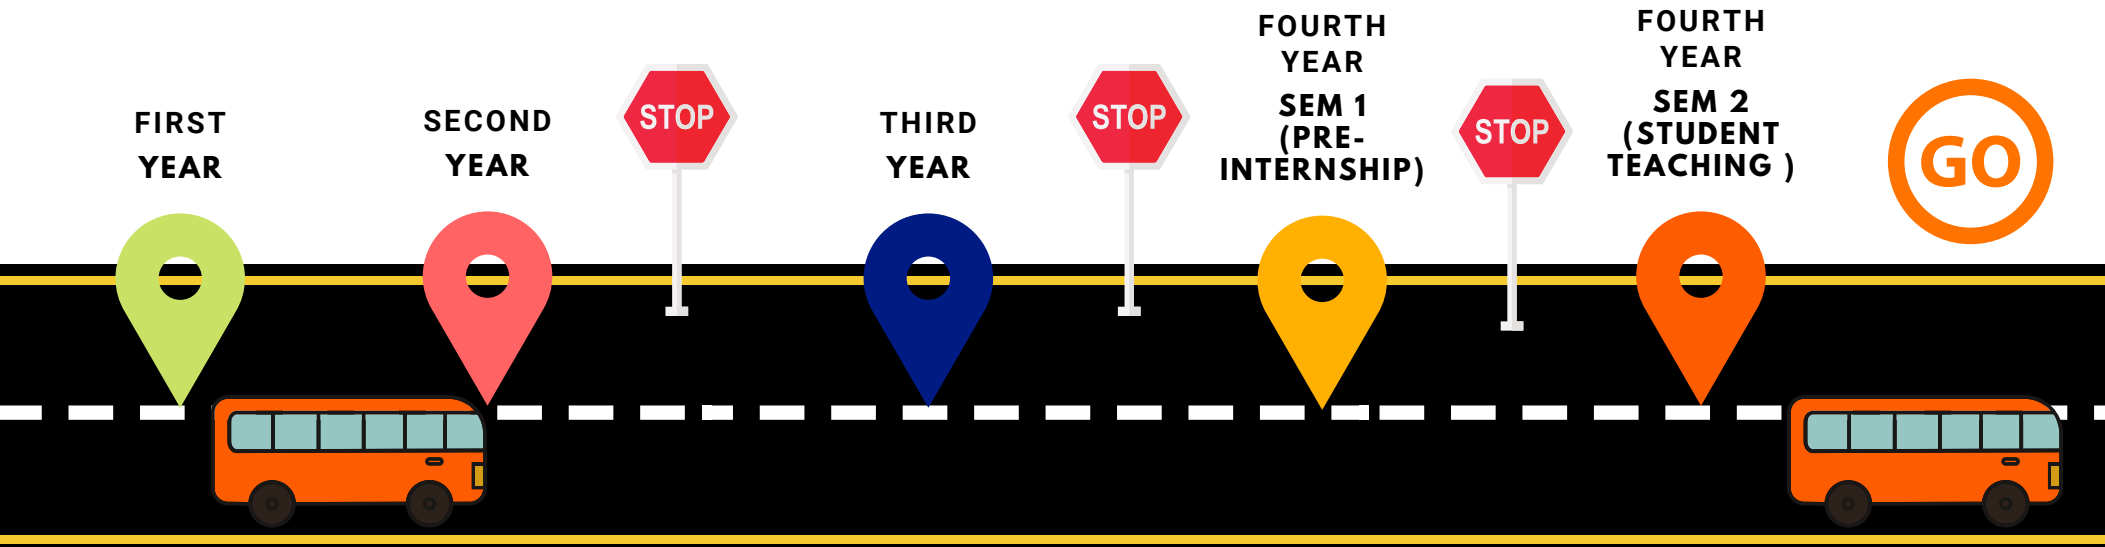 FIRST
YEAR
SECOND
YEAR
STOP
THIRD
YEAR
STOP
FOURTH
YEAR
SEM 1
(PRE-
INTERNSHIP)
STOP
FOURTH
YEAR
SEM 2
(STUDENT
TEACHING )
GO